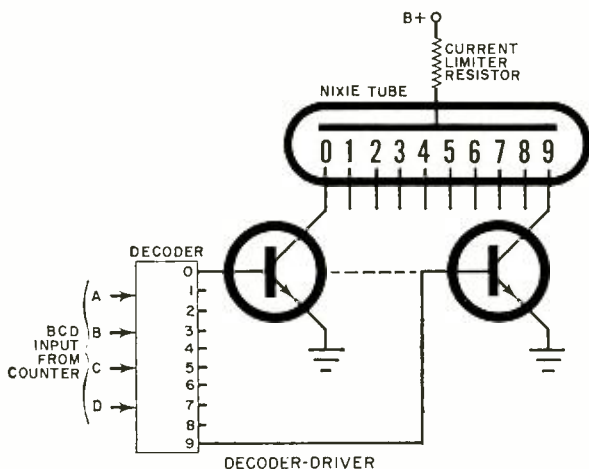 B+
CURRENT
LIMITER
RESISTOR
NIXIE TUBE
0 1 2 3 4 5 6 7 8 9
DECODER
0
1
2
3
4
5
6
7
8
9
A
B
C
D
BCD
INPUT
FROM
COUNTER
DECODER-DRIVER